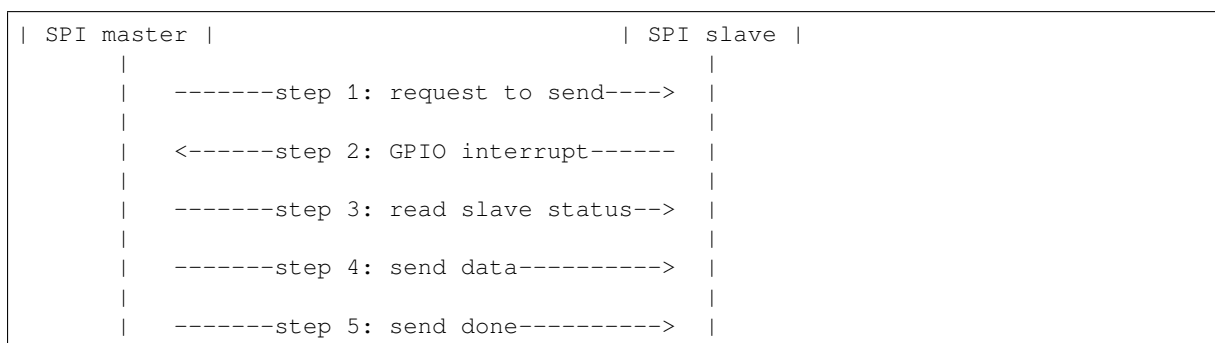 | SPI master |                                | SPI slave |
      |                                              |
      |   -------step 1: request to send---->  |
      |                                              |
      |   <------step 2: GPIO interrupt------  |
      |                                              |
      |   -------step 3: read slave status-->  |
      |                                              |
      |   -------step 4: send data---------->  |
      |                                              |
      |   -------step 5: send done---------->  |